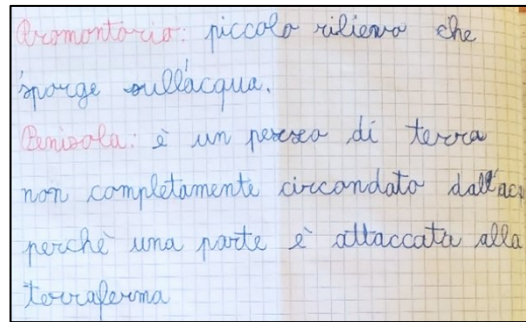 Promontorio: piccolo rilievo che
sporge sull'acqua.
Penisola: è un pezzo di terra
non completamente circondato
perchè una parte è attaccata alla
terraferma